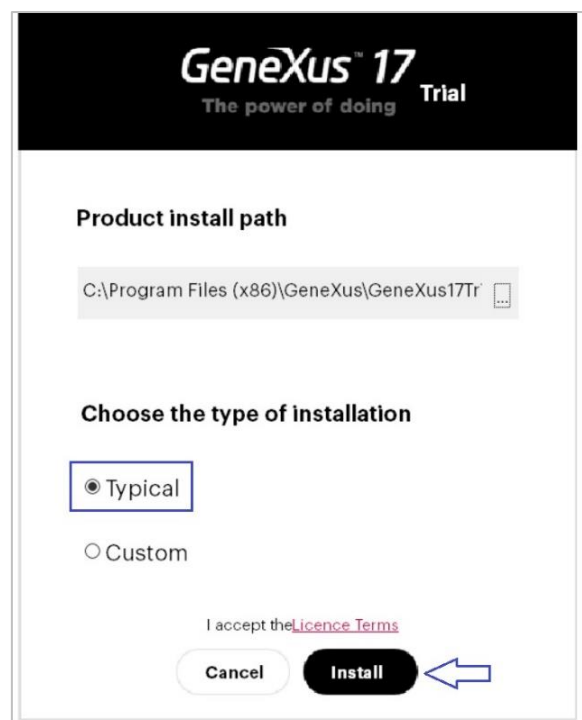 GeneXus™ 17
The power of doing
Trial
Product install path
C:\Program Files (x86)\GeneXus\GeneXus17Tr
...
Choose the type of installation
Typical
Custom
I accept theLicence Terms
Cancel
Install